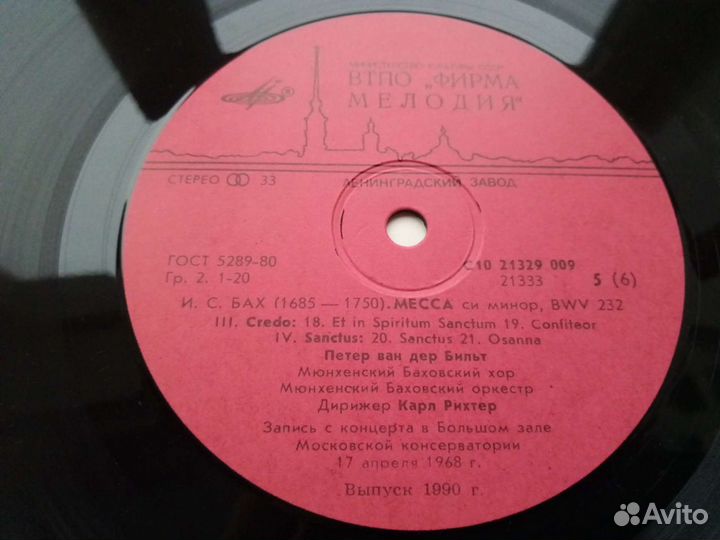 МИНИСТЕРСТВО КУЛЬТУРЫ СССР
ВТПО „ФИРМА
МЕЛОДИЯ"
СТЕРЕО 33
ЛЕНИНГРАДСКИЙ ЗАВОД
ГОСТ 5289-80
Гр. 2. 1-20
С10 21329 009
21333 5 (6)
И. С. БАХ (1685 — 1750). МЕССА си минор, BWV 232
III. Credo: 18. Et in Spiritum Sanctum 19. Confiteor
IV. Sanctus: 20. Sanctus 21. Osanna
Петер ван дер Бильт
Мюнхенский Баховский хор
Мюнхенский Баховский оркестр
Дирижер Карл Рихтер
Запись с концерта в Большом зале
Московской консерватории
17 апреля 1968 г.
Выпуск 1990 г.
Avito